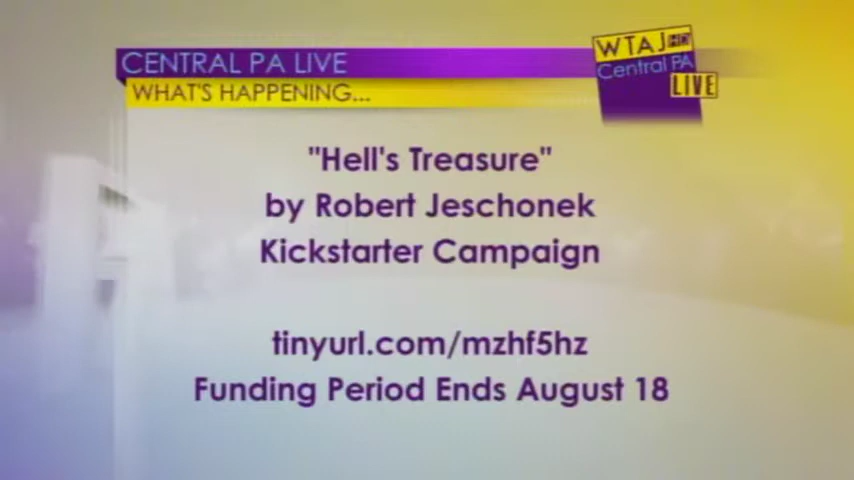 CENTRAL PA LIVE
WHAT'S HAPPENING...
WTAJ HD
Central PA
LIVE
"Hell's Treasure"
by Robert Jeschonek
Kickstarter Campaign
tinyurl.com/mzhf5hz
Funding Period Ends August 18